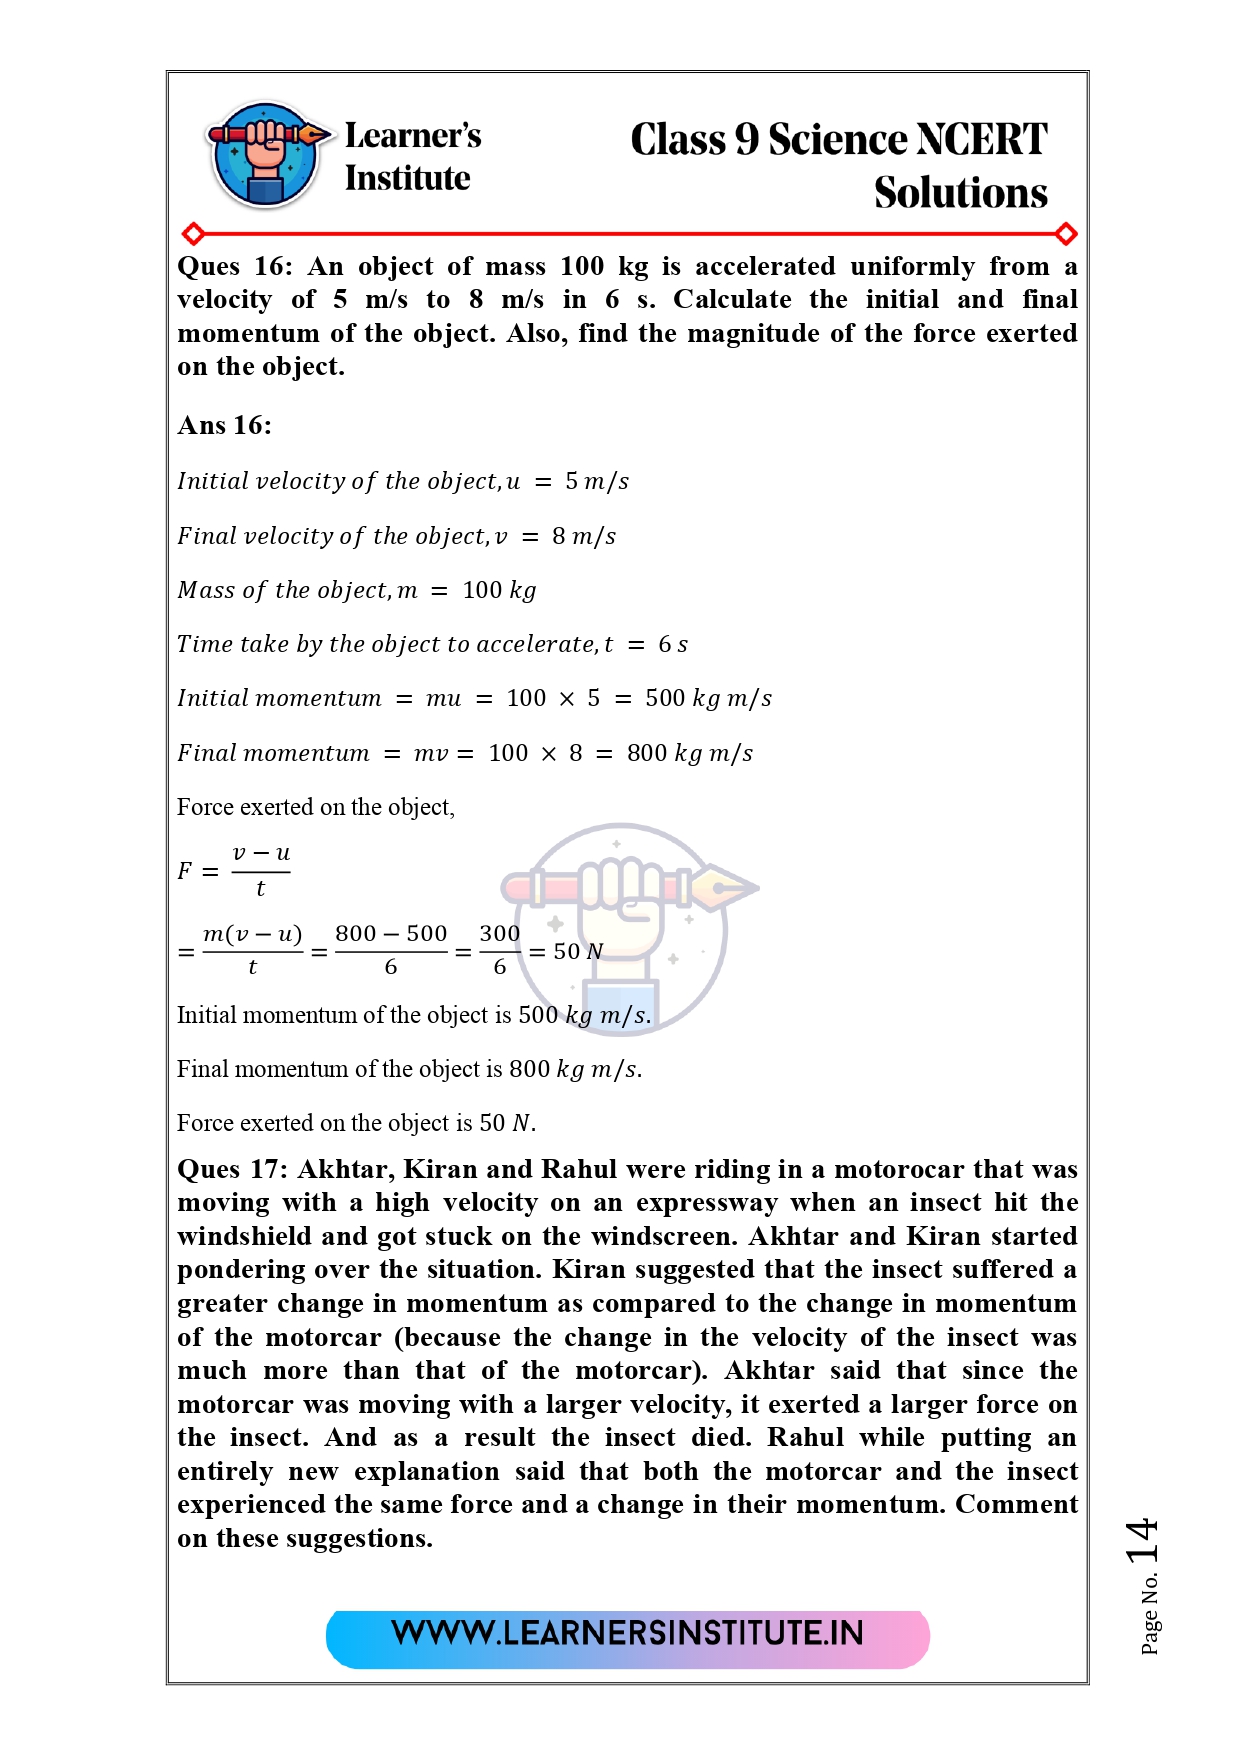 Learner's
Institute
Class 9 Science NCERT
Solutions
Ques 16: An object of mass 100 kg is accelerated uniformly from a
velocity of 5 m/s to 8 m/s in 6 s. Calculate the initial and final
momentum of the object. Also, find the magnitude of the force exerted
on the object.
Ans 16:
Initial velocity of the object, u = 5 m/s
Final velocity of the object, v = 8 m/s
Mass of the object, m = 100 kg
Time take by the object to accelerate, t = 6 s
Initial momentum = mu = 100 × 5 = 500 kg m/s
Final momentum = mv = 100 × 8 = 800 kg m/s
Force exerted on the object,
F = (v − u)/t
= m(v − u)/t = (800 − 500)/6 = 300/6 = 50 N
Initial momentum of the object is 500 kg m/s.
Final momentum of the object is 800 kg m/s.
Force exerted on the object is 50 N.
Ques 17: Akhtar, Kiran and Rahul were riding in a motorocar that was
moving with a high velocity on an expressway when an insect hit the
windshield and got stuck on the windscreen. Akhtar and Kiran started
pondering over the situation. Kiran suggested that the insect suffered a
greater change in momentum as compared to the change in momentum
of the motorcar (because the change in the velocity of the insect was
much more than that of the motorcar). Akhtar said that since the
motorcar was moving with a larger velocity, it exerted a larger force on
the insect. And as a result the insect died. Rahul while putting an
entirely new explanation said that both the motorcar and the insect
experienced the same force and a change in their momentum. Comment
on these suggestions.
Page No. 14
WWW.LEARNERSINSTITUTE.IN